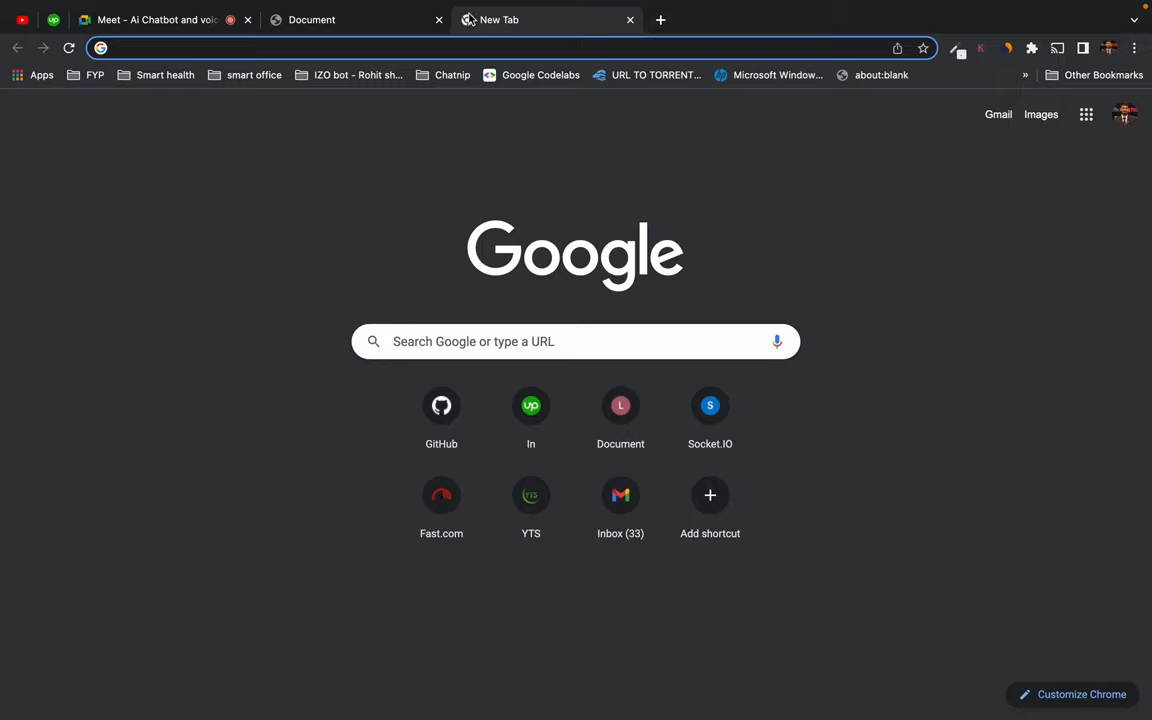 Meet - Ai Chatbot and voic
Document
New Tab
Apps
FYP
Smart health
smart office
IZO bot - Rohit sh...
Chatnip
Google Codelabs
URL TO TORRENT...
Microsoft Window...
about:blank
»
Other Bookmarks
Gmail
Images
Google
Search Google or type a URL
GitHub
In
Document
Socket.IO
Fast.com
YTS
Inbox (33)
Add shortcut
Customize Chrome